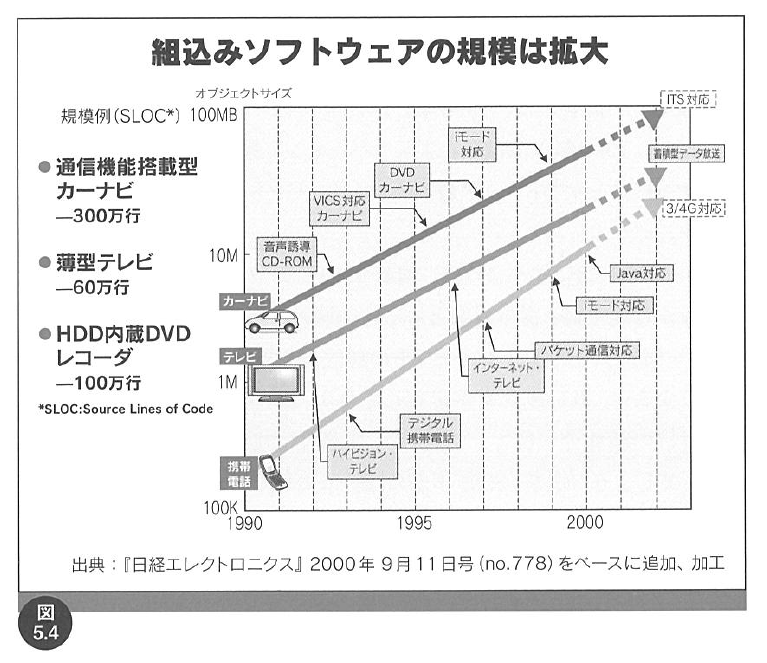 組込みソフトウェアの規模は拡大
オブジェクトサイズ
規模例(SLOC*)
100MB
10M
1M
100K
●通信機能搭載型
カーナビ
―300万行
●薄型テレビ
―60万行
●HDD内蔵DVD
レコーダ
―100万行
*SLOC:Source Lines of Code
ITS対応
iモード
対応
蓄積型データ放送
DVD
カーナビ
VICS対応
カーナビ
3/4G対応
音声誘導
CD-ROM
Java対応
カーナビ
iモード対応
テレビ
パケット通信対応
インターネット・
テレビ
デジタル
携帯電話
ハイビジョン・
テレビ
携帯
電話
1990
1995
2000
出典：『日経エレクトロニクス』2000年9月11日号(no.778)をベースに追加、加工
図
5.4